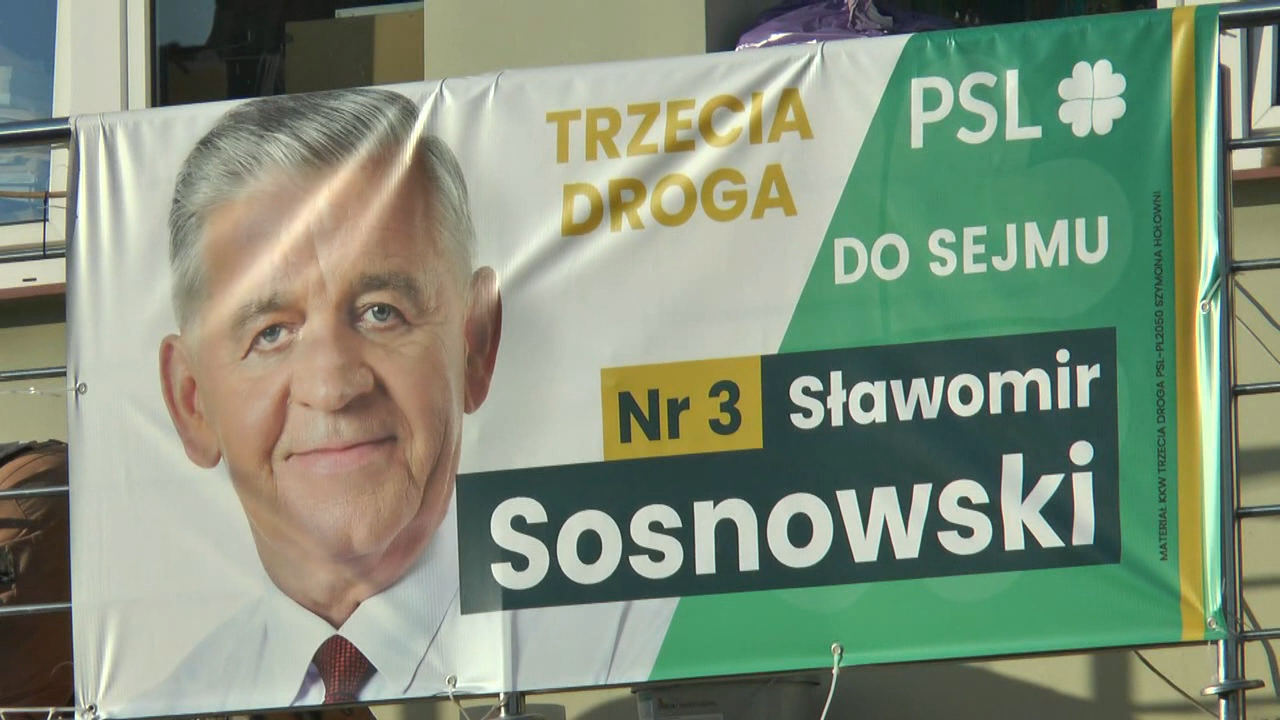 TRZECIA
DROGA
PSL
DO SEJMU
Nr 3 Sławomir
Sosnowski
MATERIAŁ KKW TRZECIA DROGA PSL-PL2050 SZYMONA HOŁOWNI